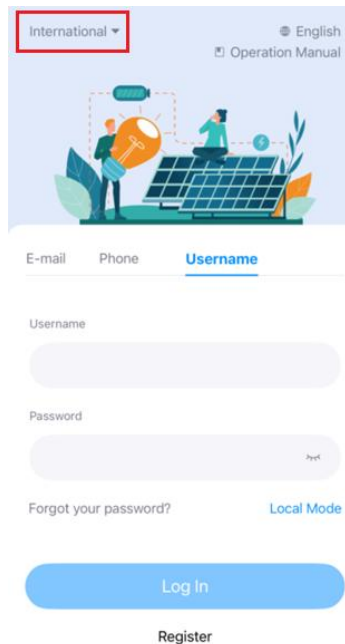 International
English
Operation Manual
E-mail Phone Username
Username
Password
Forgot your password? Local Mode
Log In
Register